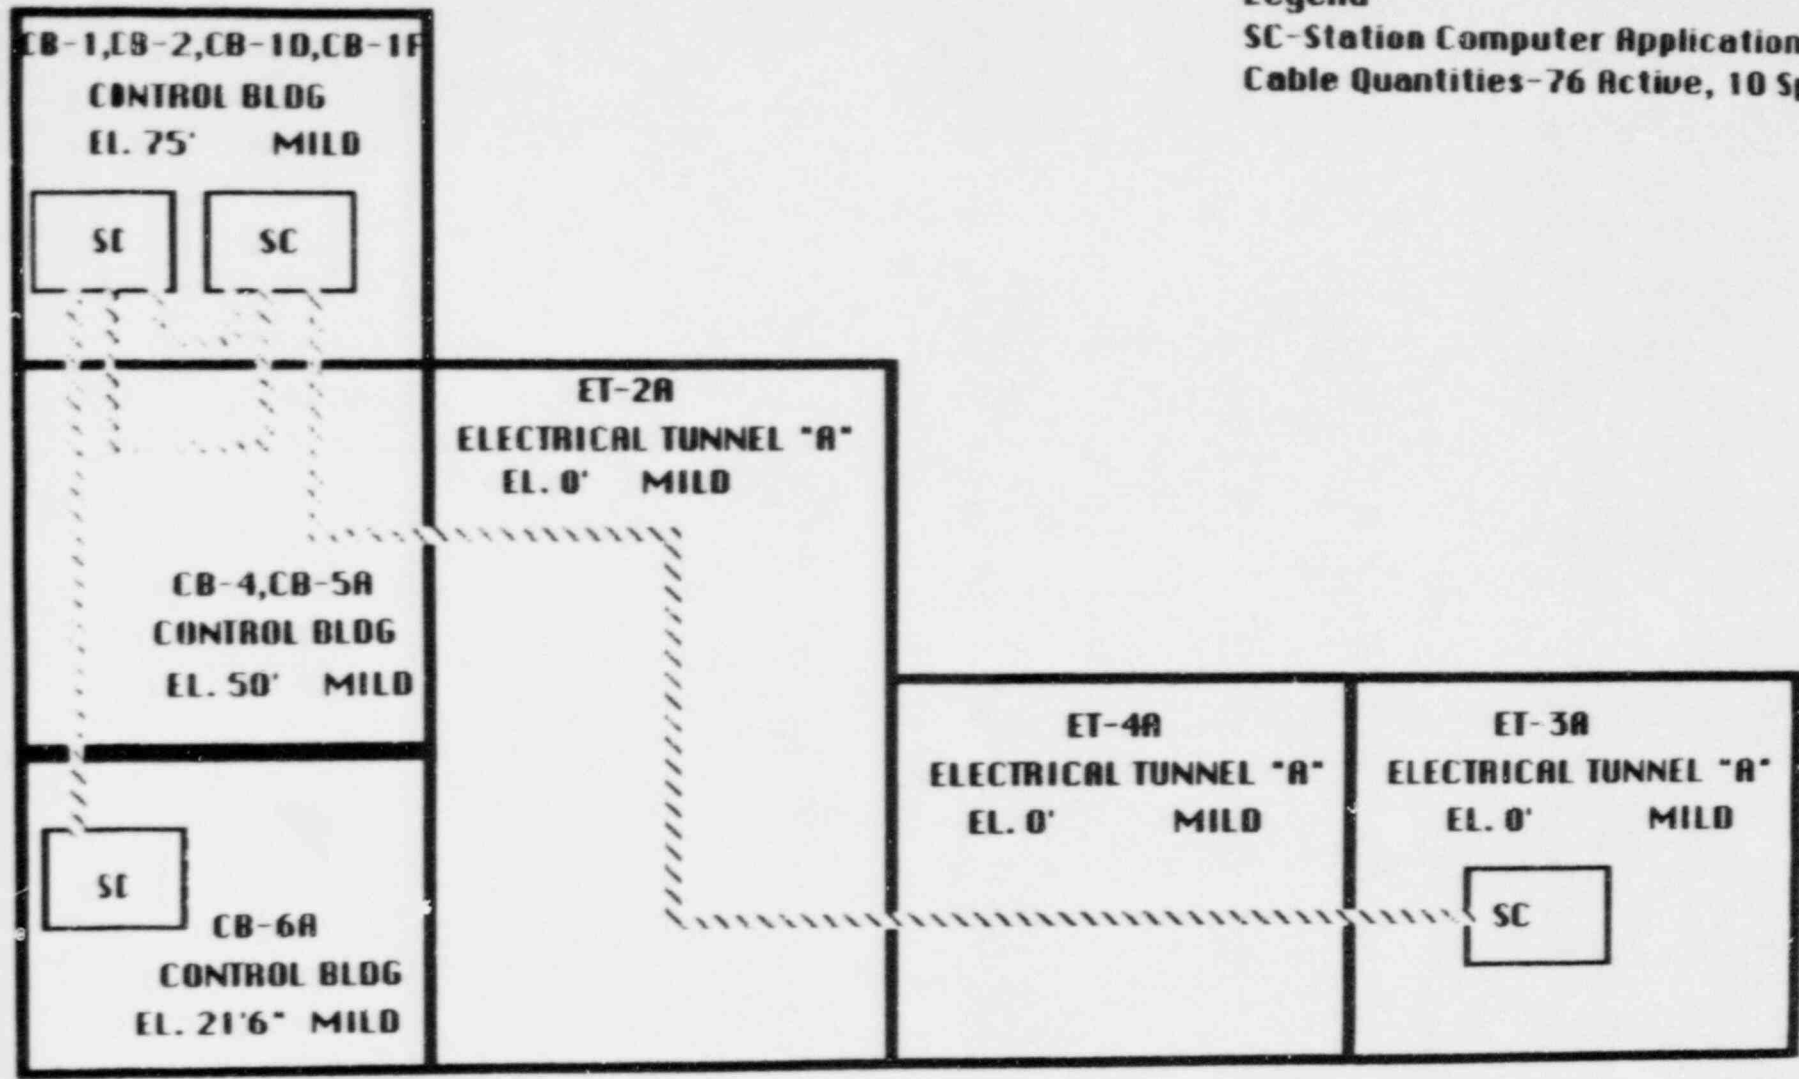 Legend
SC-Station Computer Application
Cable Quantities-76 Active, 10
CB-1,CB-2,CB-1D,CB-1F
CONTROL BLDG
EL. 75' MILD
SC
SC
ET-2A
ELECTRICAL TUNNEL "A"
EL. 0' MILD
CB-4,CB-5A
CONTROL BLDG
EL. 50' MILD
ET-4A
ELECTRICAL TUNNEL "A"
EL. 0' MILD
ET-3A
ELECTRICAL TUNNEL "A"
EL. 0' MILD
SC
SC
CB-6A
CONTROL BLDG
EL. 21'6" MILD